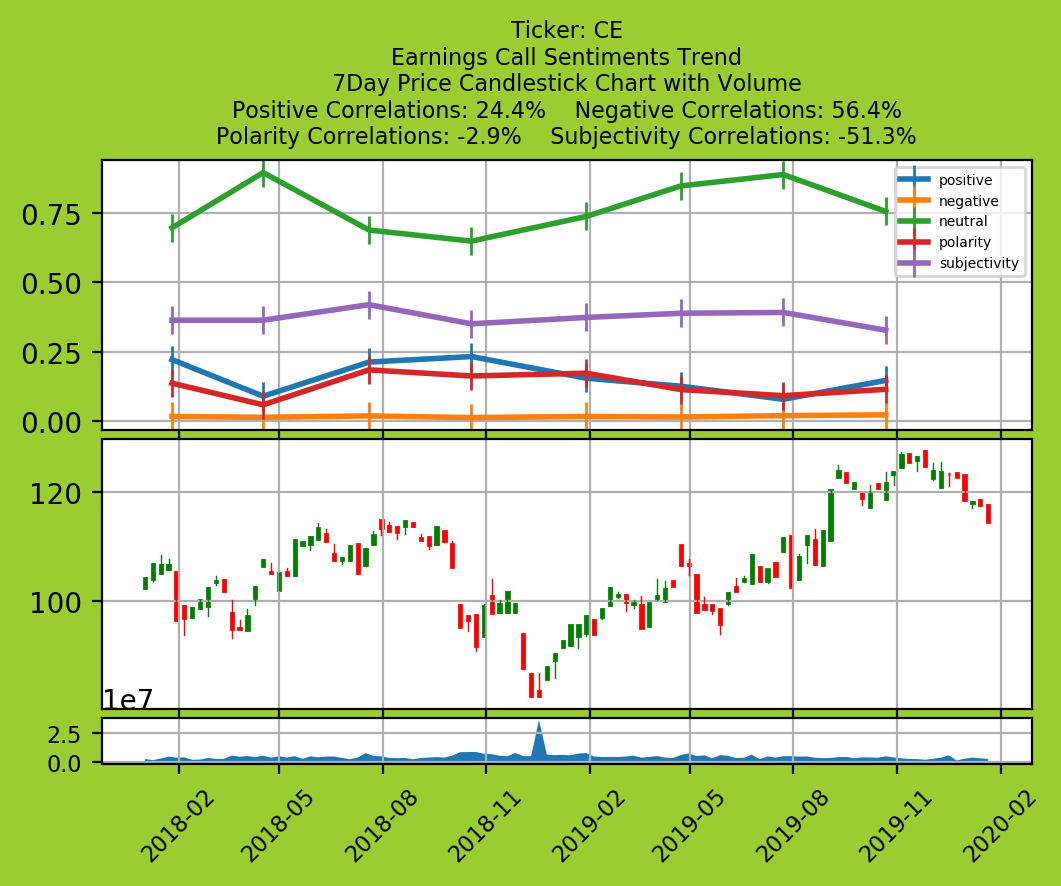 Ticker: CE
Earnings Call Sentiments Trend
7Day Price Candlestick Chart with Volume
Positive Correlations: 24.4%    Negative Correlations: 56.4%
Polarity Correlations: -2.9%    Subjectivity Correlations: -51.3%
positive
negative
neutral
polarity
subjectivity
0.75
0.50
0.25
0.00
120
100
1e7
2.5
0.0
2018-02
2018-05
2018-08
2018-11
2019-02
2019-05
2019-08
2019-11
2020-02